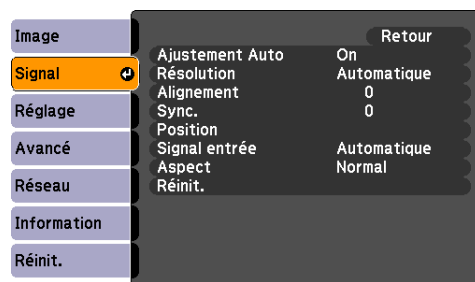 Image
Signal
Réglage
Avancé
Réseau
Information
Réinit.
Retour
Ajustement Auto On
Résolution Automatique
Alignement 0
Sync. 0
Position
Signal entrée Automatique
Aspect Normal
Réinit.